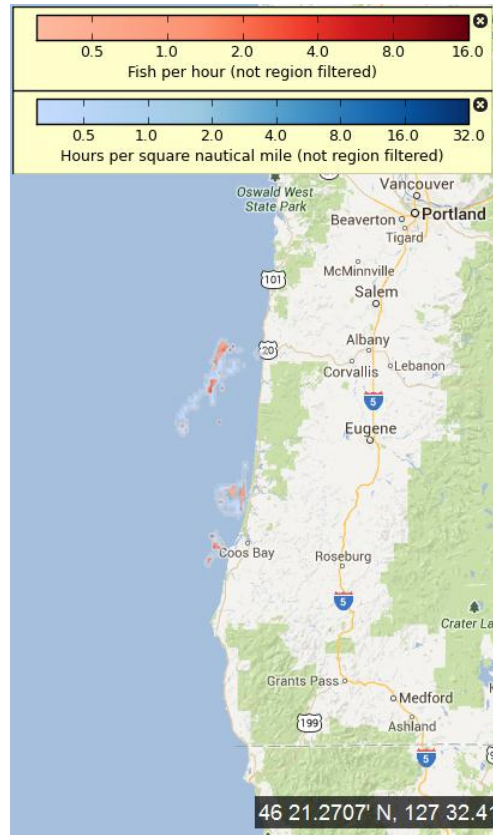 0.5 1.0 2.0 4.0 8.0 16.0
Fish per hour (not region filtered)
0.5 1.0 2.0 4.0 8.0 16.0 32.0
Hours per square nautical mile (not region filtered)
Vancouver
Oswald West
State Park
Beaverton
Portland
Tigard
McMinnville
101
Salem
Albany
20
Corvallis
Lebanon
5
Eugene
Coos Bay
Roseburg
5
Crater La
Grants Pass
Medford
199
Ashland
5
46 21.2707' N, 127 32.41